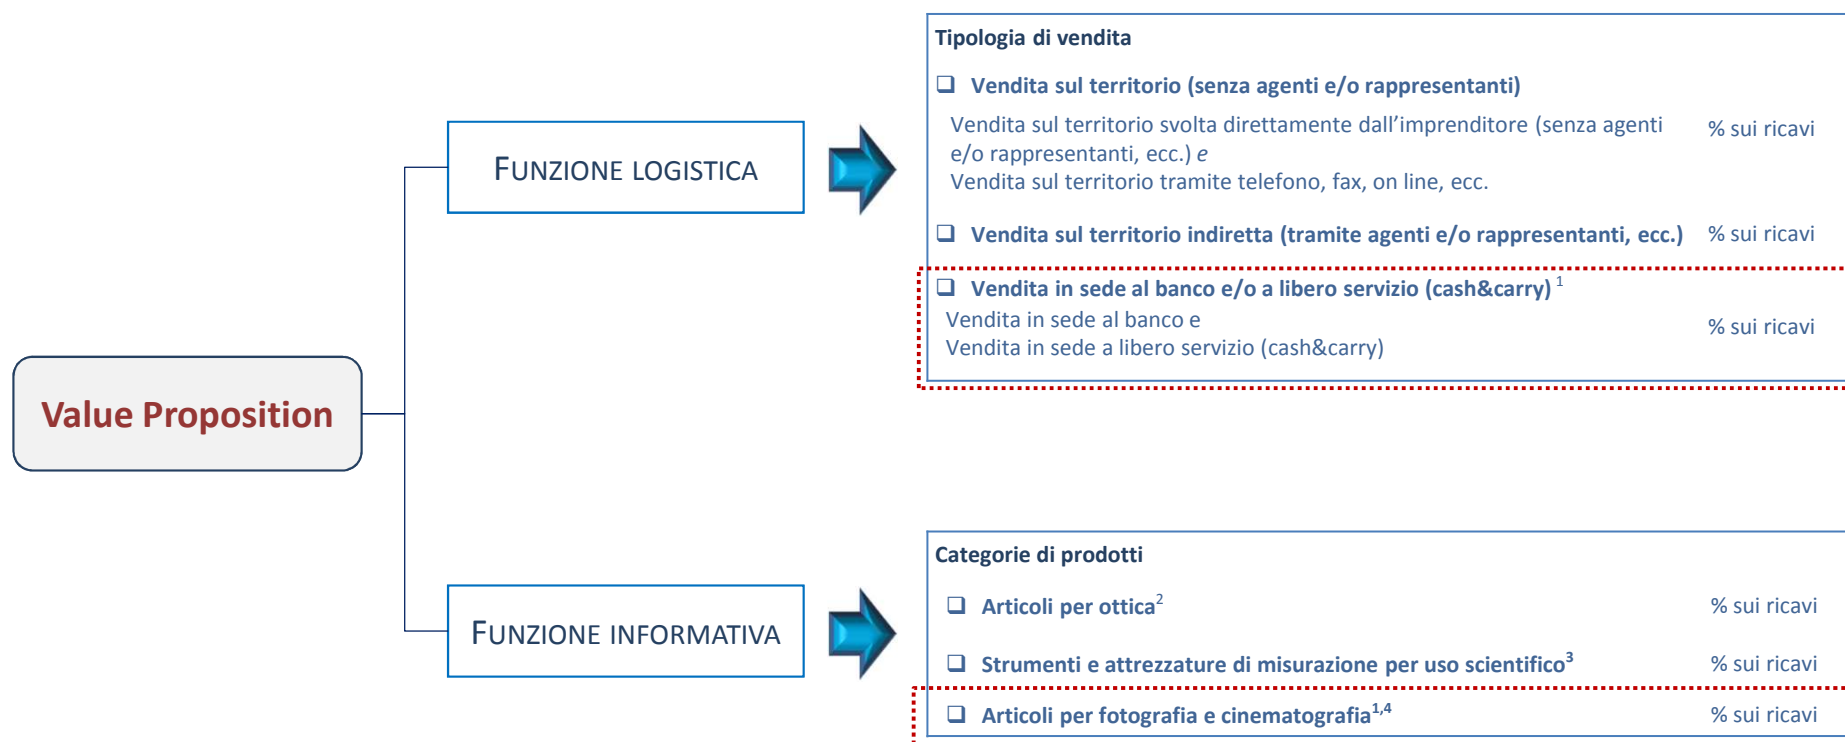 Value Proposition
FUNZIONE LOGISTICA
Tipologia di vendita
❑ Vendita sul territorio (senza agenti e/o rappresentanti)
Vendita sul territorio svolta direttamente dall'imprenditore (senza agenti
e/o rappresentanti, ecc.) e
Vendita sul territorio tramite telefono, fax, on line, ecc.
% sui ricavi
❑ Vendita sul territorio indiretta (tramite agenti e/o rappresentanti, ecc.) % sui ricavi
❑ Vendita in sede al banco e/o a libero servizio (cash&carry) 1
Vendita in sede al banco e
Vendita in sede a libero servizio (cash&carry)
% sui ricavi
FUNZIONE INFORMATIVA
Categorie di prodotti
❑ Articoli per ottica2 % sui ricavi
❑ Strumenti e attrezzature di misurazione per uso scientifico3 % sui ricavi
❑ Articoli per fotografia e cinematografia1,4 % sui ricavi